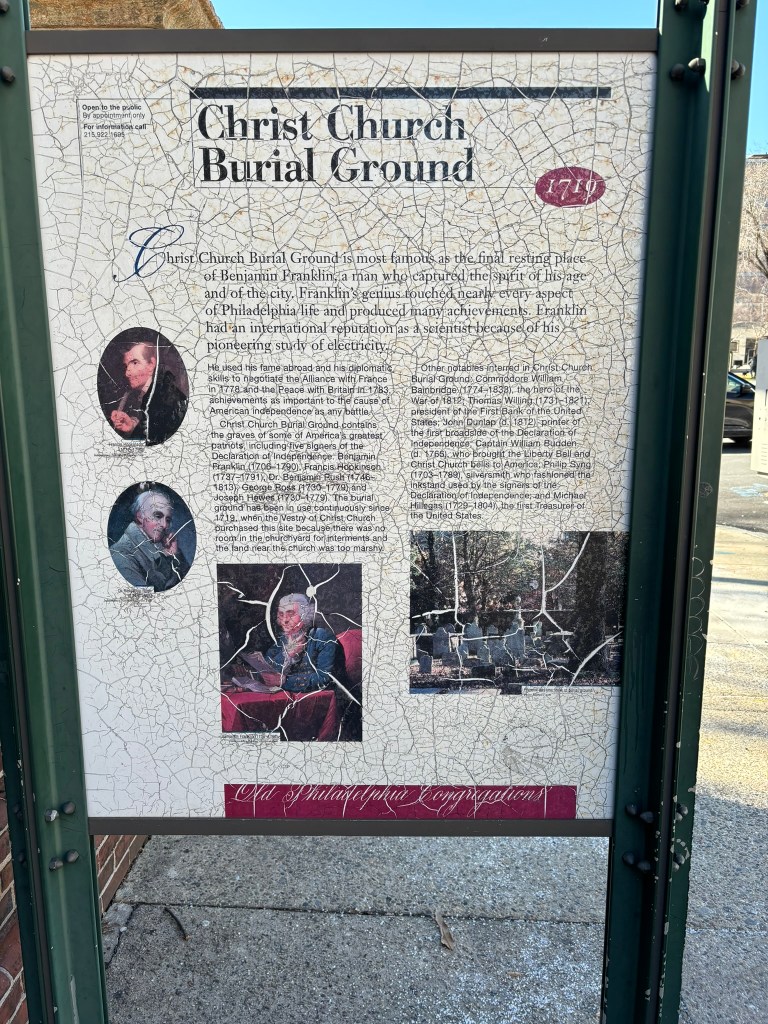 Open to the public
By appointment only
For information call
215.922.1695
Christ Church
Burial Ground
1719
Christ Church Burial Ground is most famous as the final resting place
of Benjamin Franklin, a man who captured the spirit of his age
and of the city. Franklin's genius touched nearly every aspect
of Philadelphia life and produced many achievements. Franklin
had an international reputation as a scientist because of his
pioneering study of electricity.
He used his fame abroad and his diplomatic
skills to negotiate the Alliance with France
in 1778 and the Peace with Britain in 1783,
achievements as important to the cause of
American independence as any battle.
Christ Church Burial Ground contains
the graves of some of America's greatest
patriots, including five signers of the
Declaration of Independence: Benjamin
Franklin (1706–1790), Francis Hopkinson
(1737–1791), Dr. Benjamin Rush (1746–
1813), George Ross (1730–1779) and
Joseph Hewes (1730–1779). The burial
ground has been in use continuously since
1719, when the Vestry of Christ Church
purchased this site because there was no
room in the churchyard for interments and
the land near the church was too marshy.
Other notables interred in Christ Church
Burial Ground: Commodore William
Bainbridge (1774–1833), the hero of the
War of 1812; Thomas Willing (1731–1821),
president of the First Bank of the United
States; John Dunlap (d. 1812), printer of
the first broadside of the Declaration of
Independence; Captain William Budden
(d. 1765), who brought the Liberty Bell and
Christ Church bells to America; Philip Syng
(1703–1789), silversmith who fashioned the
inkstand used by the signers of the
Declaration of Independence; and Michael
Hillegas (1729–1804), the first Treasurer of
the United States.
Old Philadelphia Congregations